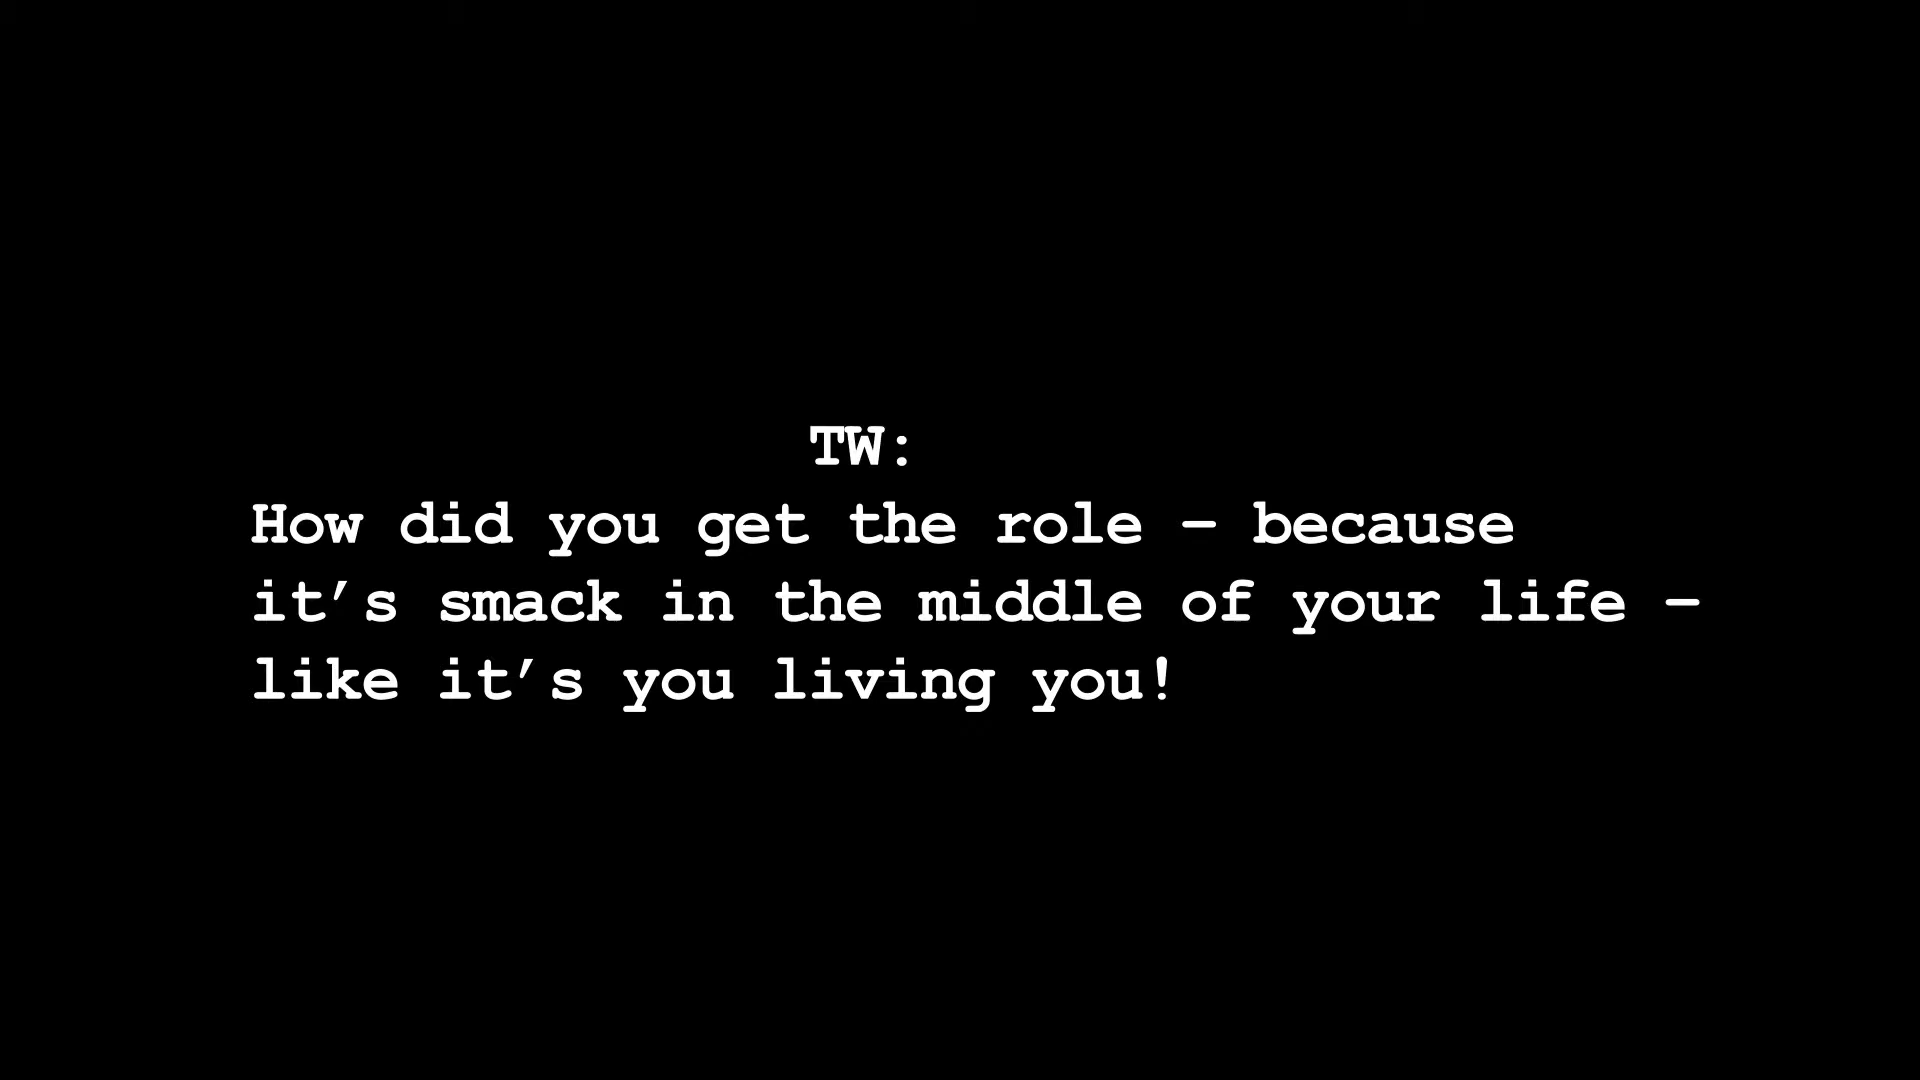 TW:
How did you get the role – because
it’s smack in the middle of your life –
like it’s you living you!